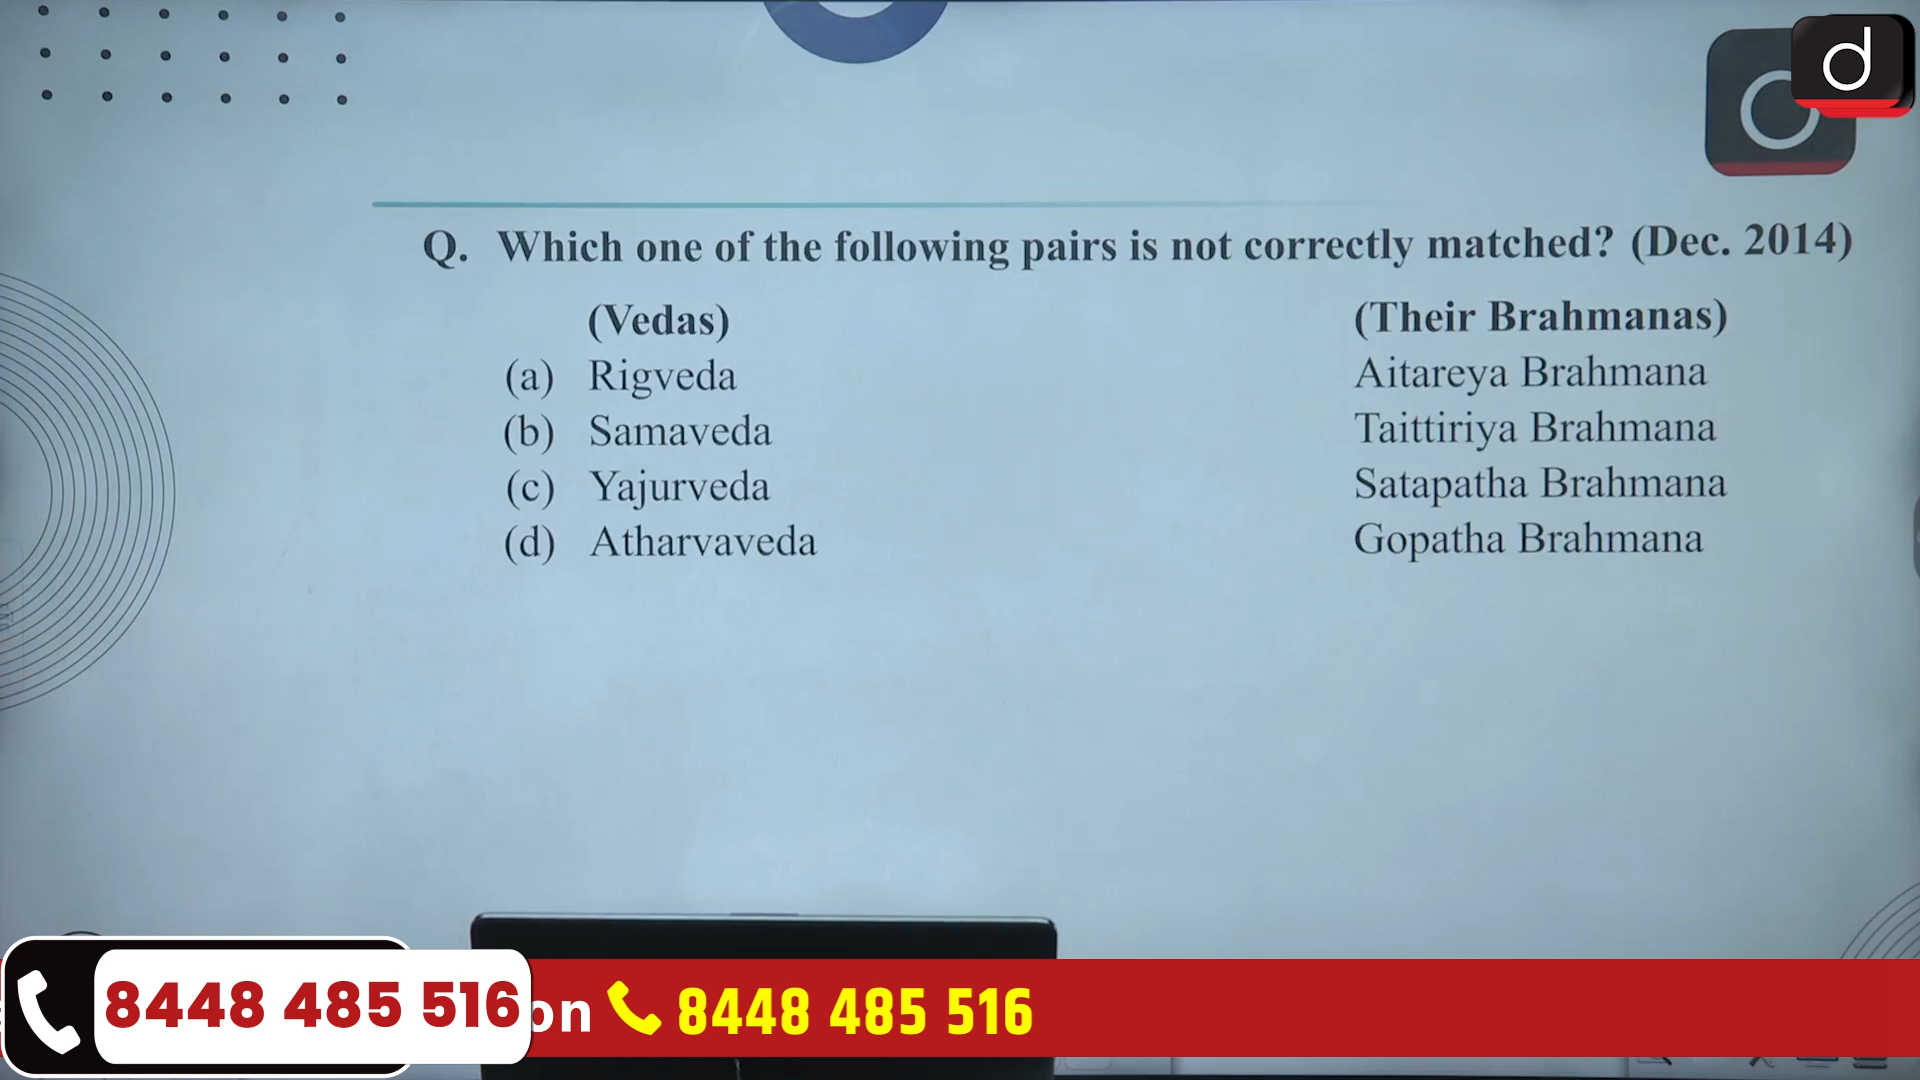 d
Q. Which one of the following pairs is not correctly matched? (Dec. 2014)
(Vedas) (Their Brahmanas)
(a) Rigveda Aitareya Brahmana
(b) Samaveda Taittiriya Brahmana
(c) Yajurveda Satapatha Brahmana
(d) Atharvaveda Gopatha Brahmana
8448 485 516 on 8448 485 516